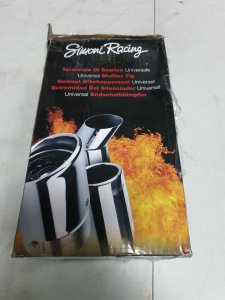 Simoni Racing
Terminale Di Scarico Universale
Universal Muffler Tip
Embout D'échappement Universel
Extremidad Del Silenciador Universal
Universal Endschalldämpfer